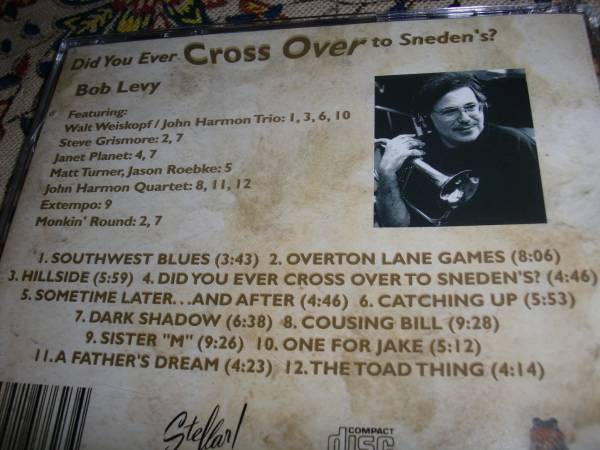 Did You Ever Cross Over to Sneden's?
Bob Levy
Featuring:
Walt Weiskopf / John Harmon Trio: 1, 3, 6, 10
Steve Grismore: 2, 7
Janet Planet: 4, 7
Matt Turner, Jason Roebke: 5
John Harmon Quartet: 8, 11, 12
Extempo: 9
Monkin' Round: 2, 7
1. SOUTHWEST BLUES (3:43) 2. OVERTON LANE GAMES (8:06)
3. HILLSIDE (5:59) 4. DID YOU EVER CROSS OVER TO SNEDEN'S? (4:46)
5. SOMETIME LATER...AND AFTER (4:46) 6. CATCHING UP (5:53)
7. DARK SHADOW (6:38) 8. COUSING BILL (9:28)
9. SISTER "M" (9:26) 10. ONE FOR JAKE (5:12)
11. A FATHER'S DREAM (4:23) 12. THE TOAD THING (4:14)
Stellar!
COMPACT
disc